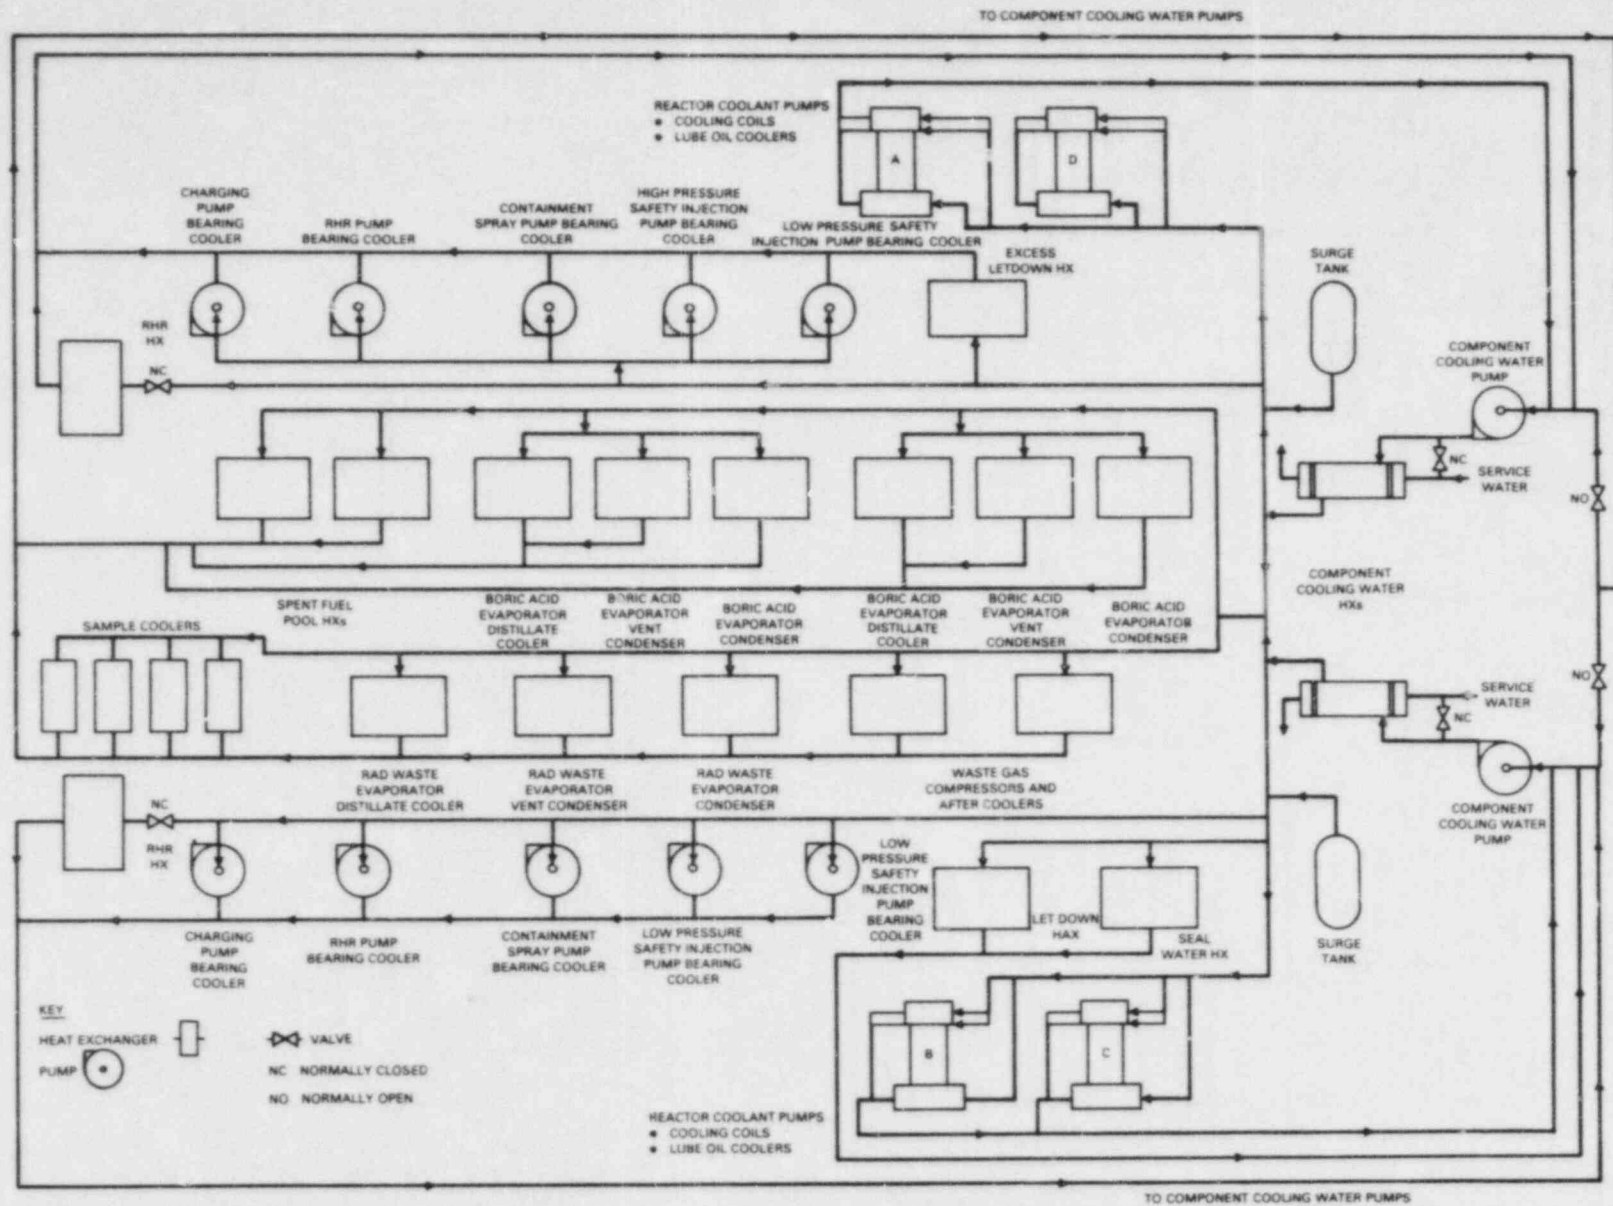 TO COMPONENT COOLING WATER PUMPS
REACTOR COOLANT PUMPS
• COOLING COILS
• LUBE OIL COOLERS
A
D
CHARGING
PUMP
BEARING
COOLER
RHR PUMP
BEARING COOLER
CONTAINMENT
SPRAY PUMP BEARING
COOLER
HIGH PRESSURE
SAFETY INJECTION
PUMP BEARING
COOLER
LOW PRESSURE SAFETY
INJECTION PUMP BEARING COOLER
EXCESS
LETDOWN HX
SURGE
TANK
RHR
HX
NC
COMPONENT
COOLING WATER
PUMP
NC
SERVICE
WATER
NO
COMPONENT
COOLING WATER
HXs
SPENT FUEL
POOL HXs
BORIC ACID
EVAPORATOR
DISTILLATE
COOLER
BORIC ACID
EVAPORATOR
VENT
CONDENSER
BORIC ACID
EVAPORATOR
CONDENSER
BORIC ACID
EVAPORATOR
DISTILLATE
COOLER
BORIC ACID
EVAPORATOR
VENT
CONDENSER
BORIC ACID
EVAPORATOR
CONDENSER
SAMPLE COOLERS
NO
SERVICE
WATER
NC
RAD WASTE
EVAPORATOR
DISTILLATE COOLER
RAD WASTE
EVAPORATOR
VENT CONDENSER
RAD WASTE
EVAPORATOR
CONDENSER
WASTE GAS
COMPRESSORS AND
AFTER COOLERS
COMPONENT
COOLING WATER
PUMP
NC
RHR
HX
LOW
PRESSURE
SAFETY
INJECTION
PUMP
BEARING
COOLER
LET DOWN
HAX
SEAL
WATER HX
SURGE
TANK
CHARGING
PUMP
BEARING
COOLER
RHR PUMP
BEARING COOLER
CONTAINMENT
SPRAY PUMP
BEARING COOLER
LOW PRESSURE
SAFETY INJECTION
PUMP BEARING
COOLER
B
C
KEY
HEAT EXCHANGER
VALVE
PUMP
NC NORMALLY CLOSED
NO NORMALLY OPEN
REACTOR COOLANT PUMPS
• COOLING COILS
• LUBE OIL COOLERS
TO COMPONENT COOLING WATER PUMPS